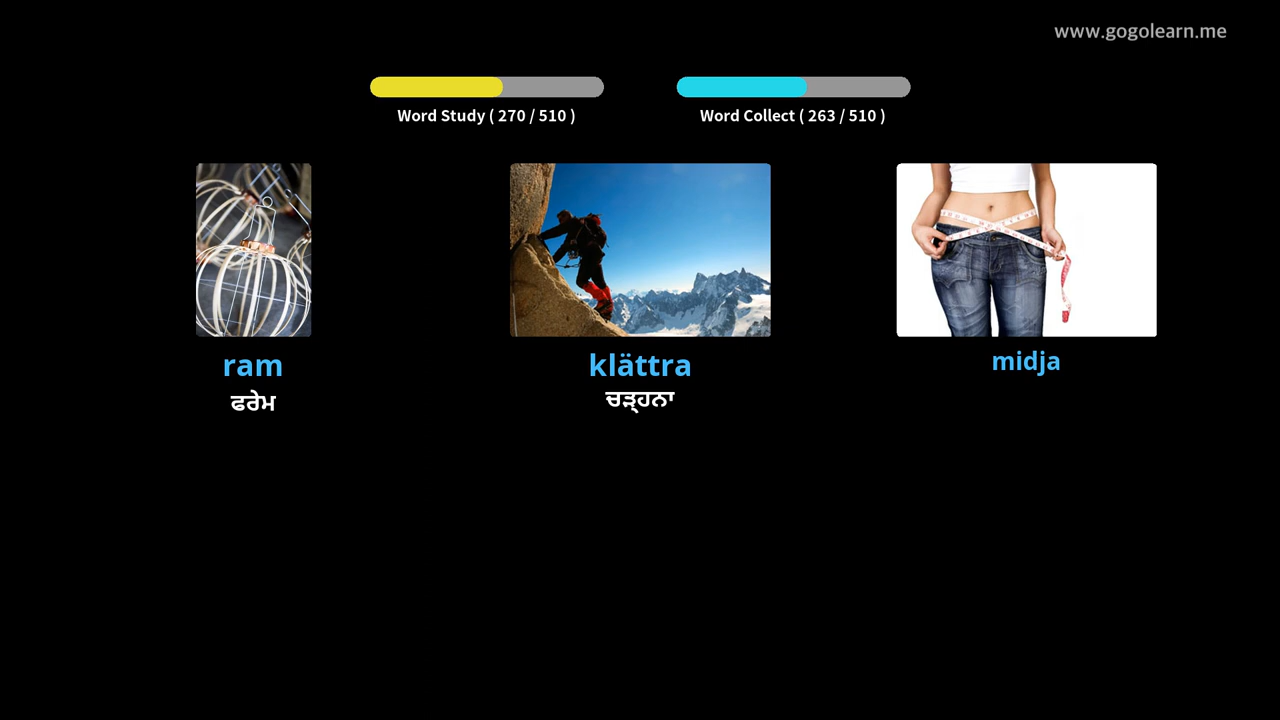 www.gogolearn.me
Word Study ( 270 / 510 )
Word Collect ( 263 / 510 )
ram
ਫਰੇਮ
klättra
ਚੜ੍ਹਨਾ
midja